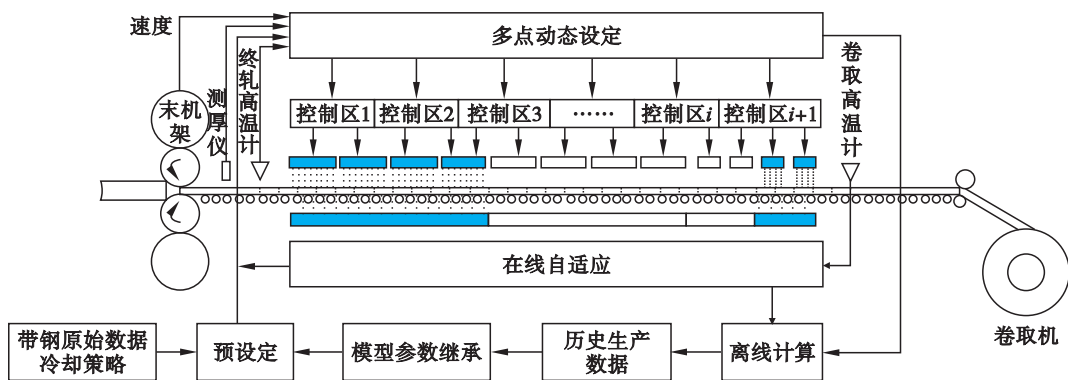 速度
多点动态设定
终轧高温计
卷取高温计
测厚仪
末机架
控制区1
控制区2
控制区3
……
控制区i
控制区i+1
在线自适应
卷取机
带钢原始数据
冷却策略
预设定
模型参数继承
历史生产
数据
离线计算